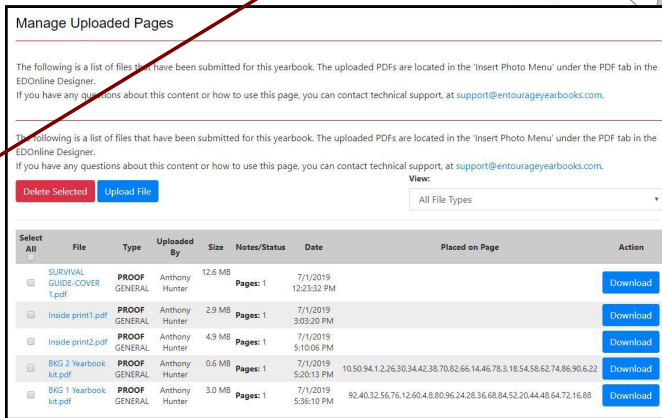 Manage Uploaded Pages
The following is a list of files that have been submitted for this yearbook. The uploaded PDFs are located in the 'Insert Photo Menu' under the PDF tab in the
EDOnline Designer.
If you have any questions about this content or how to use this page, you can contact technical support, at support@entourageyearbooks.com.
The following is a list of files that have been submitted for this yearbook. The uploaded PDFs are located in the 'Insert Photo Menu' under the PDF tab in the
EDOnline Designer.
If you have any questions about this content or how to use this page, you can contact technical support, at support@entourageyearbooks.com.
View:
Delete Selected Upload File All File Types
Select All File Type Uploaded By Size Notes/Status Date Placed on Page Action
SURVIVAL GUIDE-COVER 1.pdf PROOF GENERAL Anthony Hunter 12.6 MB Pages: 1 7/1/2019 12:23:32 PM Download
Inside print1.pdf PROOF GENERAL Anthony Hunter 2.9 MB Pages: 1 7/1/2019 3:03:20 PM Download
Inside print2.pdf PROOF GENERAL Anthony Hunter 4.9 MB Pages: 1 7/1/2019 5:10:06 PM Download
BKG 2 Yearbook kit.pdf PROOF GENERAL Anthony Hunter 0.6 MB Pages: 1 7/1/2019 5:20:13 PM 10.50.94.1.2.26.30.34.42.38.70.82.66.14.46.78.3.18.54.58.62.74.86.90.6.22 Download
BKG 1 Yearbook kit.pdf PROOF GENERAL Anthony Hunter 3.0 MB Pages: 1 7/1/2019 5:36:10 PM 92.40.32.56.76.12.60.4.8.80.96.24.28.36.68.84.52.20.44.48.64.72.16.88 Download